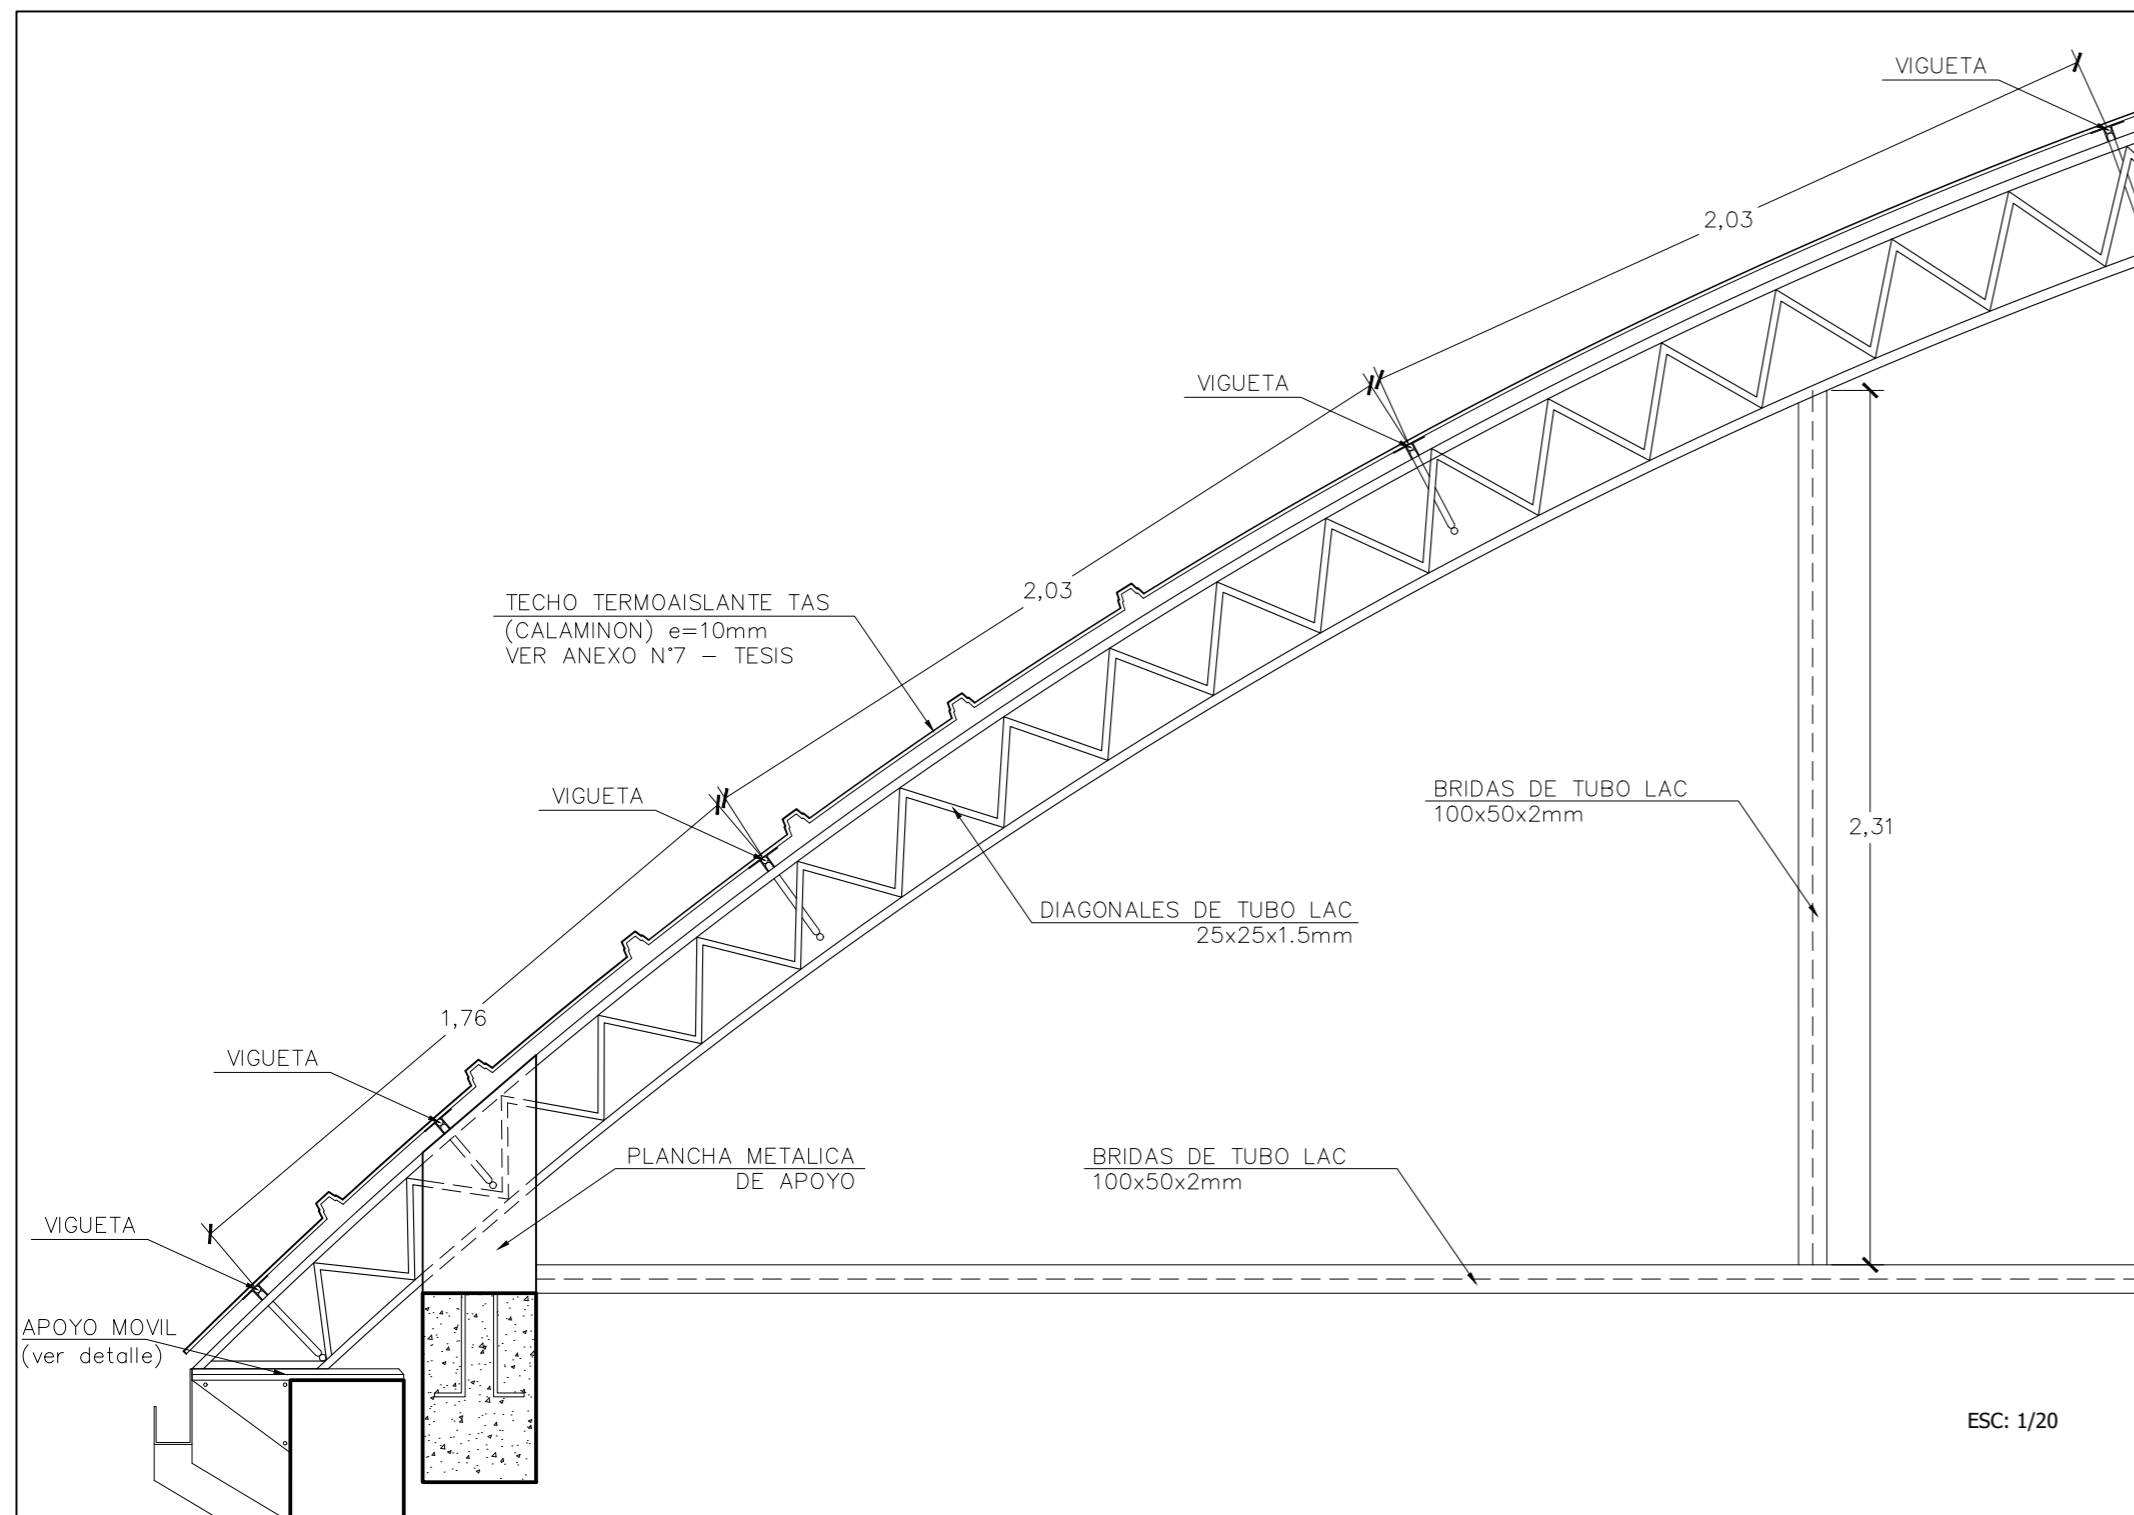 VIGUETA
2,03
VIGUETA
2,03
TECHO TERMOAISLANTE TAS
(CALAMINON) e=10mm
VER ANEXO N°7 – TESIS
VIGUETA
BRIDAS DE TUBO LAC
100x50x2mm
2,31
DIAGONALES DE TUBO LAC
25x25x1.5mm
1,76
VIGUETA
PLANCHA METALICA
DE APOYO
BRIDAS DE TUBO LAC
100x50x2mm
VIGUETA
APOYO MOVIL
(ver detalle)
ESC: 1/20